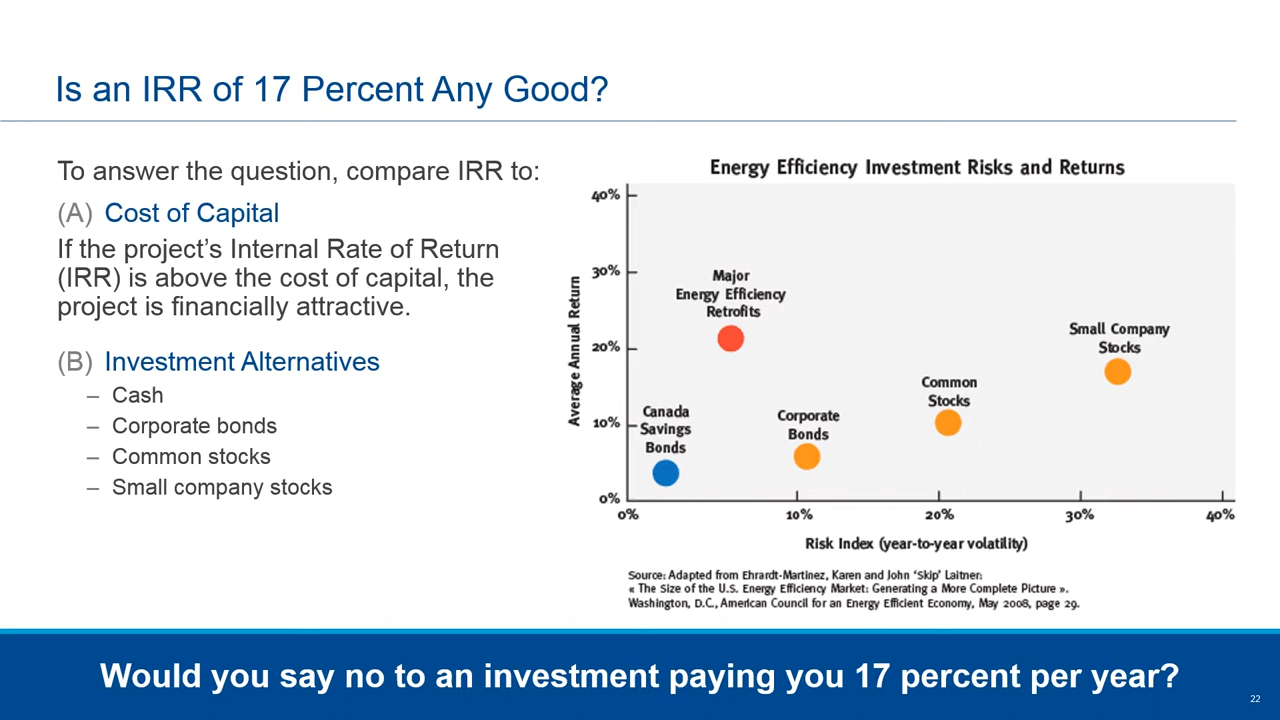 Is an IRR of 17 Percent Any Good?
To answer the question, compare IRR to:
(A) Cost of Capital
If the project’s Internal Rate of Return
(IRR) is above the cost of capital, the
project is financially attractive.
(B) Investment Alternatives
– Cash
– Corporate bonds
– Common stocks
– Small company stocks
Energy Efficiency Investment Risks and Returns
Average Annual Return
40%
30%
20%
10%
0%
Major
Energy Efficiency
Retrofits
Small Company
Stocks
Common
Stocks
Canada
Savings
Bonds
Corporate
Bonds
0%
10%
20%
30%
40%
Risk Index (year-to-year volatility)
Source: Adapted from Ehrardt-Martinez, Karen and John ‘Skip’ Laitner:
« The Size of the U.S. Energy Efficiency Market: Generating a More Complete Picture ».
Washington, D.C., American Council for an Energy Efficient Economy, May 2008, page 29.
Would you say no to an investment paying you 17 percent per year?
22